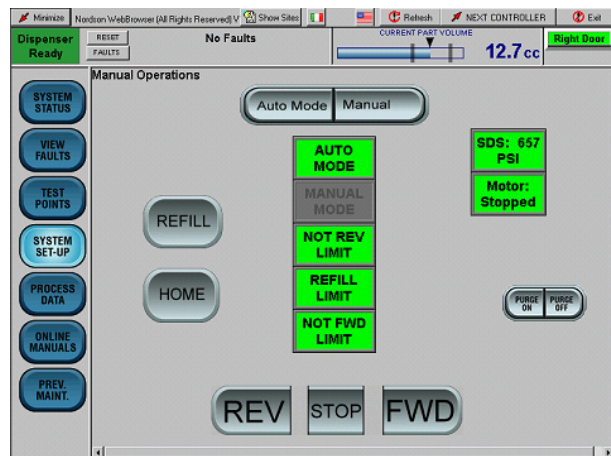 Minimize
Nordson WebBrowser (All Rights Reserved) V
Show Sites
Refresh
NEXT CONTROLLER
Exit
Dispenser
Ready
RESET
FAULTS
No Faults
CURRENT PART VOLUME
12.7 cc
Right Door
Manual Operations
SYSTEM
STATUS
VIEW
FAULTS
TEST
POINTS
SYSTEM
SET-UP
PROCESS
DATA
ONLINE
MANUALS
PREV.
MAINT.
Auto Mode
Manual
REFILL
HOME
AUTO
MODE
MANUAL
MODE
NOT REV
LIMIT
REFILL
LIMIT
NOT FWD
LIMIT
SDS: 657
PSI
Motor:
Stopped
PURGE
ON
PURGE
OFF
REV
STOP
FWD